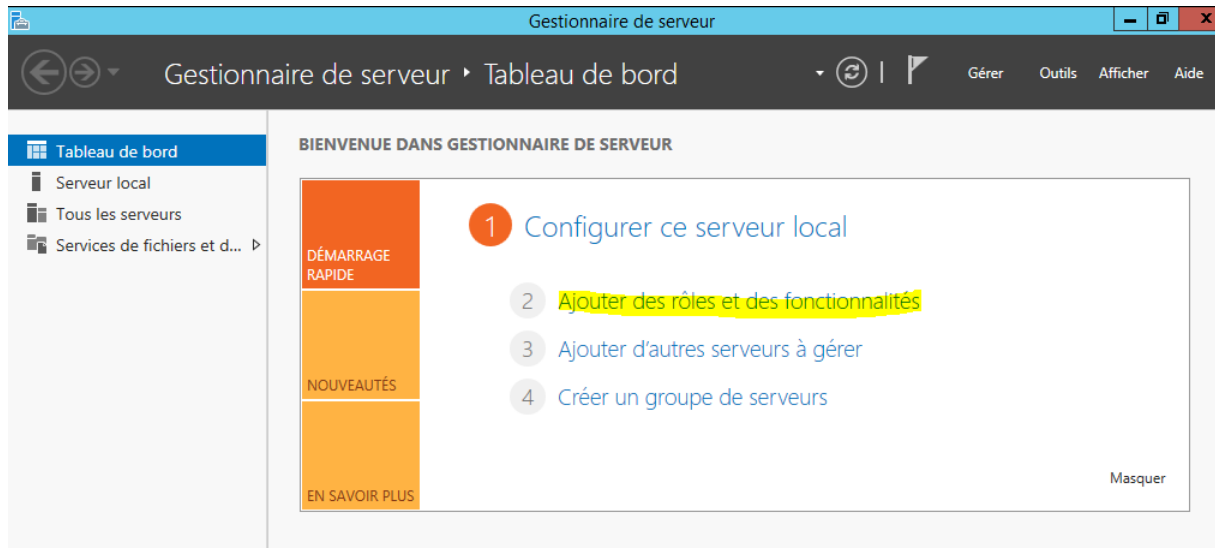 Gestionnaire de serveur
Gestionnaire de serveur ‣ Tableau de bord
Gérer Outils Afficher Aide
Tableau de bord
Serveur local
Tous les serveurs
Services de fichiers et d...
BIENVENUE DANS GESTIONNAIRE DE SERVEUR
DÉMARRAGE
RAPIDE
NOUVEAUTÉS
EN SAVOIR PLUS
1 Configurer ce serveur local
2 Ajouter des rôles et des fonctionnalités
3 Ajouter d'autres serveurs à gérer
4 Créer un groupe de serveurs
Masquer